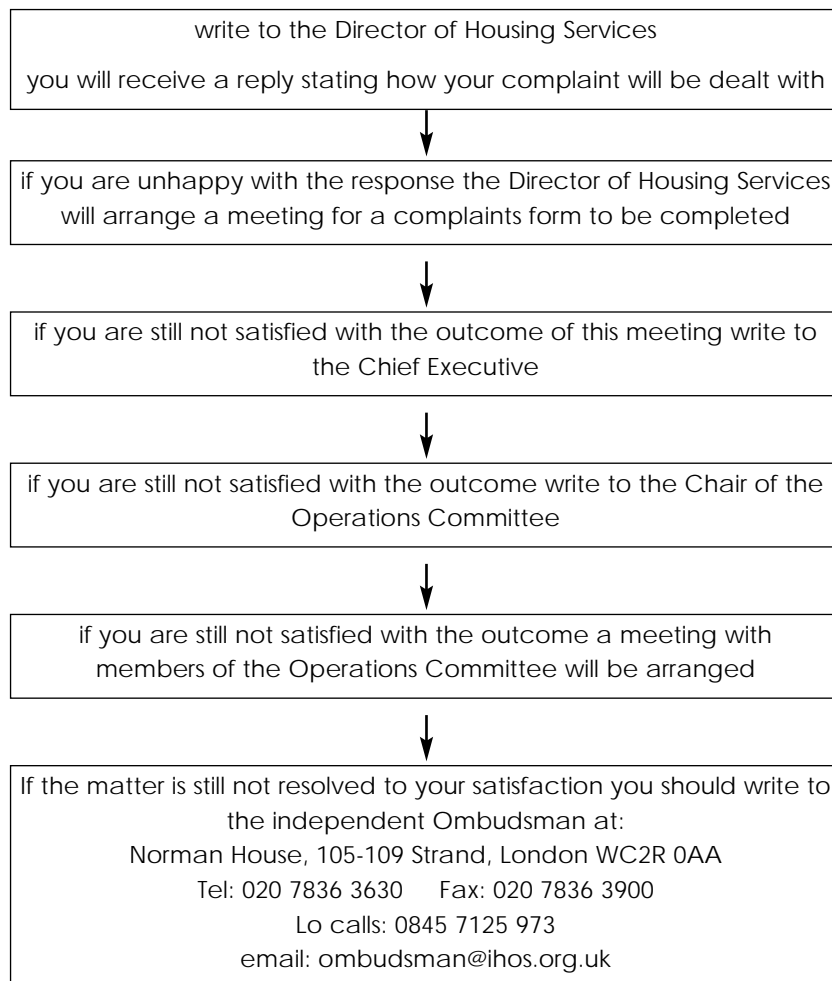 write to the Director of Housing Services
you will receive a reply stating how your complaint will be dealt with
if you are unhappy with the response the Director of Housing Services
will arrange a meeting for a complaints form to be completed
if you are still not satisfied with the outcome of this meeting write to
the Chief Executive
if you are still not satisfied with the outcome write to the Chair of the
Operations Committee
if you are still not satisfied with the outcome a meeting with
members of the Operations Committee will be arranged
If the matter is still not resolved to your satisfaction you should write to
the independent Ombudsman at:
Norman House, 105-109 Strand, London WC2R 0AA
Tel: 020 7836 3630 Fax: 020 7836 3900
Lo calls: 0845 7125 973
email: ombudsman@ihos.org.uk